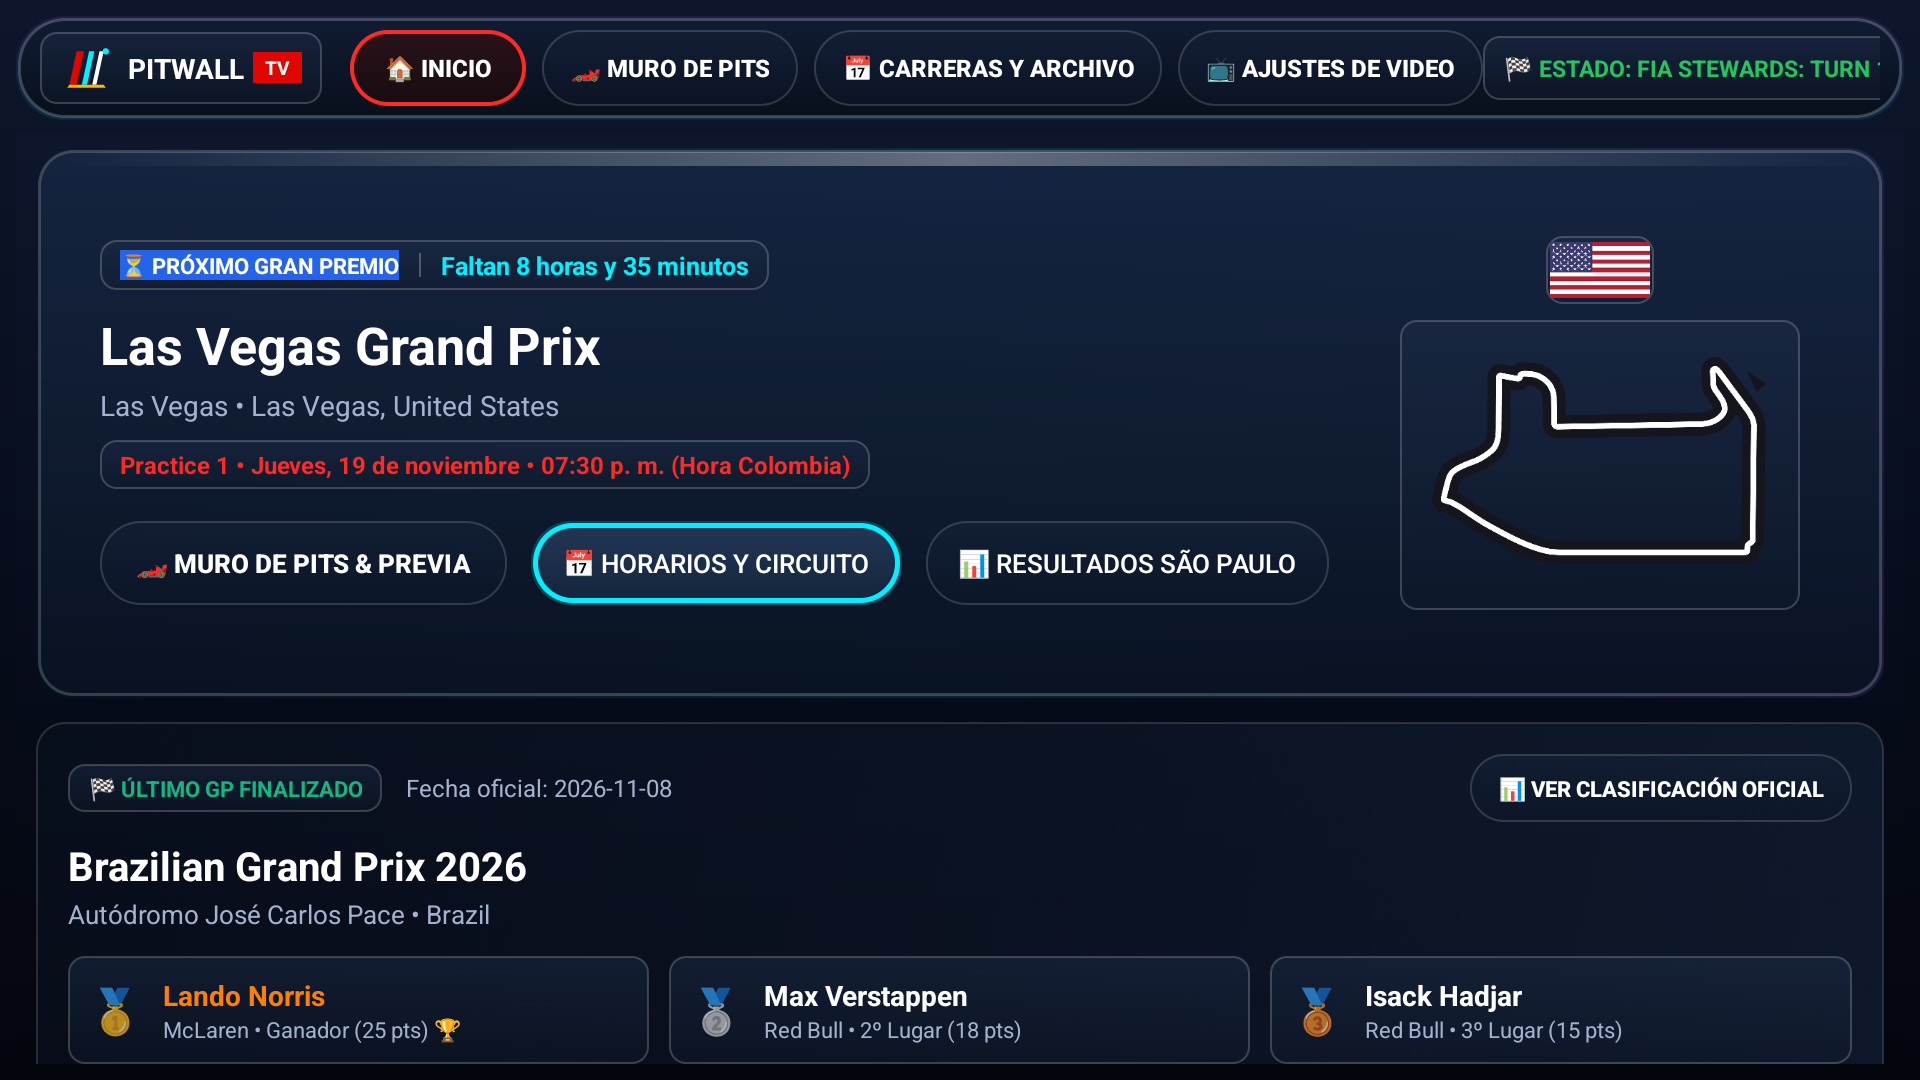 PITWALL TV
🏠 INICIO
🏎️ MURO DE PITS
📅 CARRERAS Y ARCHIVO
📺 AJUSTES DE VIDEO
🏁 ESTADO: FIA STEWARDS: TURN
⏳ PRÓXIMO GRAN PREMIO | Faltan 8 horas y 35 minutos
Las Vegas Grand Prix
Las Vegas • Las Vegas, United States
Practice 1 • Jueves, 19 de noviembre • 07:30 p. m. (Hora Colombia)
🏎️ MURO DE PITS & PREVIA
📅 HORARIOS Y CIRCUITO
📊 RESULTADOS SÃO PAULO
🏁 ÚLTIMO GP FINALIZADO
Fecha oficial: 2026-11-08
📊 VER CLASIFICACIÓN OFICIAL
Brazilian Grand Prix 2026
Autódromo José Carlos Pace • Brazil
🥇 Lando Norris
McLaren • Ganador (25 pts) 🏆
🥈 Max Verstappen
Red Bull • 2º Lugar (18 pts)
🥉 Isack Hadjar
Red Bull • 3º Lugar (15 pts)